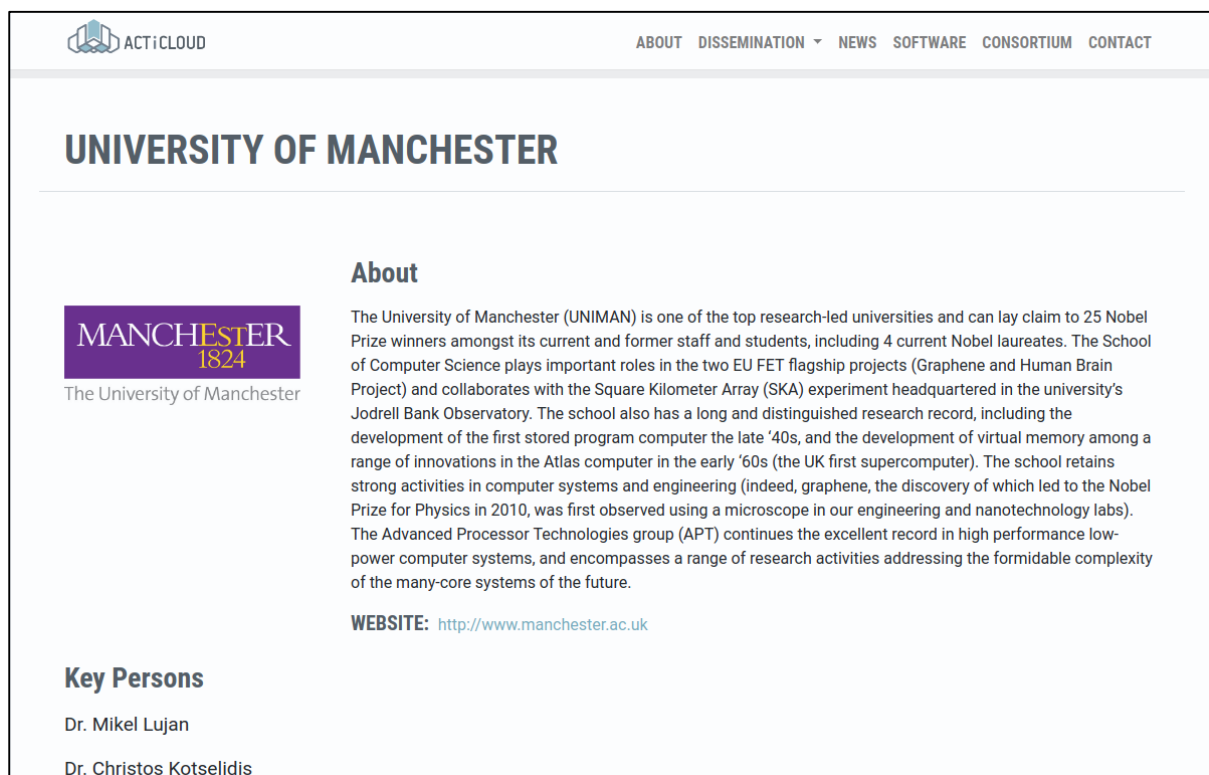 ACTiCLOUD
ABOUT DISSEMINATION NEWS SOFTWARE CONSORTIUM CONTACT
UNIVERSITY OF MANCHESTER
MANCHEsTER
1824
The University of Manchester
About
The University of Manchester (UNIMAN) is one of the top research-led universities and can lay claim to 25 Nobel
Prize winners amongst its current and former staff and students, including 4 current Nobel laureates. The School
of Computer Science plays important roles in the two EU FET flagship projects (Graphene and Human Brain
Project) and collaborates with the Square Kilometer Array (SKA) experiment headquartered in the university’s
Jodrell Bank Observatory. The school also has a long and distinguished research record, including the
development of the first stored program computer the late ‘40s, and the development of virtual memory among a
range of innovations in the Atlas computer in the early ‘60s (the UK first supercomputer). The school retains
strong activities in computer systems and engineering (indeed, graphene, the discovery of which led to the Nobel
Prize for Physics in 2010, was first observed using a microscope in our engineering and nanotechnology labs).
The Advanced Processor Technologies group (APT) continues the excellent record in high performance low-
power computer systems, and encompasses a range of research activities addressing the formidable complexity
of the many-core systems of the future.
WEBSITE: http://www.manchester.ac.uk
Key Persons
Dr. Mikel Lujan
Dr. Christos Kotselidis